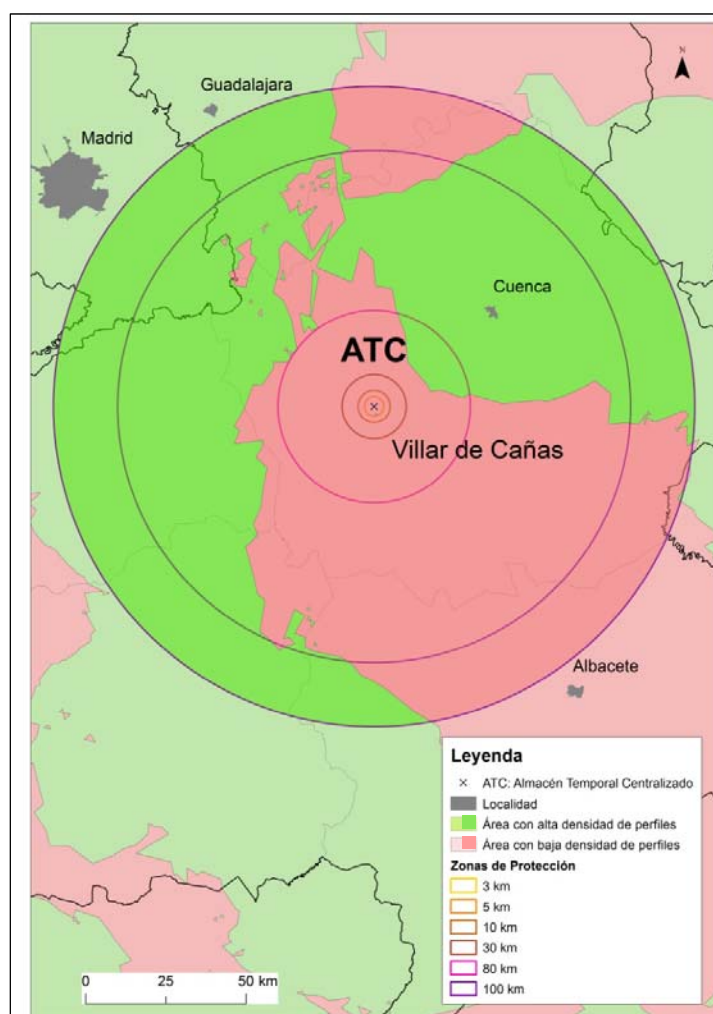 N
Guadalajara
Madrid
Cuenca
ATC
Villar de Cañas
Albacete
Leyenda
ATC: Almacén Temporal Centralizado
Localidad
Área con alta densidad de perfiles
Área con baja densidad de perfiles
Zonas de Protección
3 km
5 km
10 km
30 km
80 km
100 km
0 25 50 km